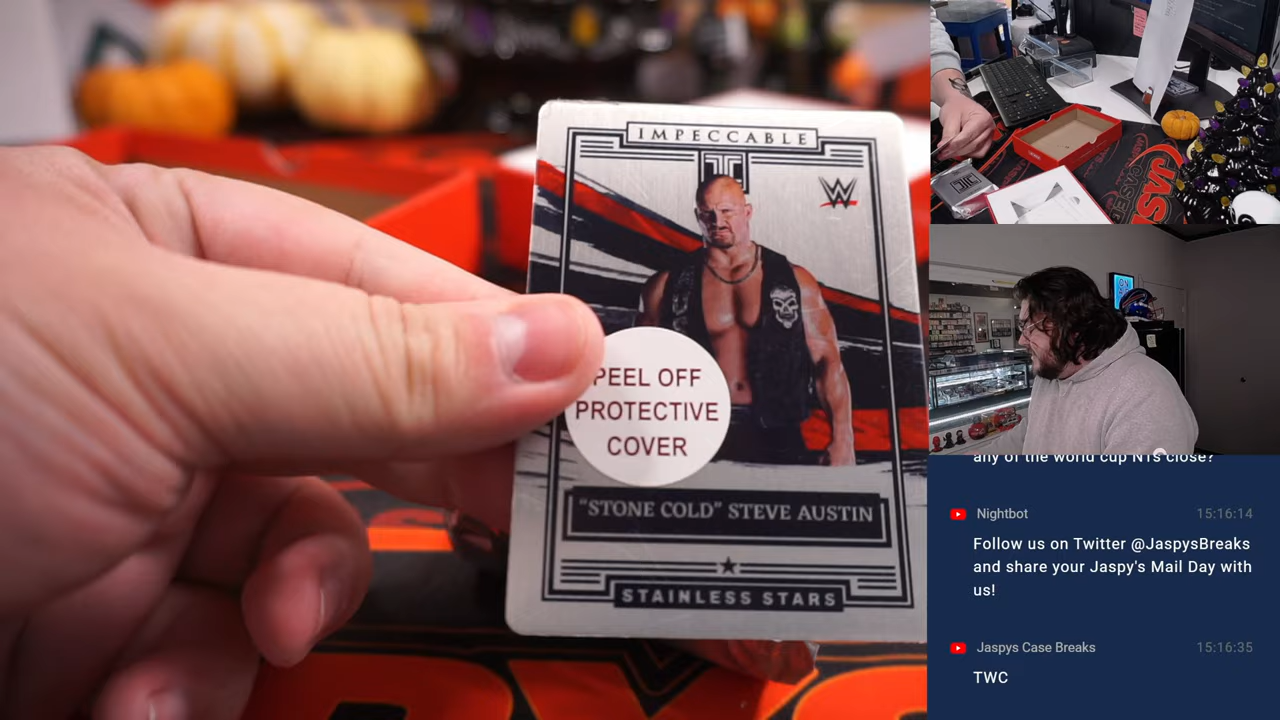 IMPECCABLE
W
PEEL OFF
PROTECTIVE
COVER
"STONE COLD" STEVE AUSTIN
STAINLESS STARS
any of the world cup NTs close?
Nightbot 15:16:14
Follow us on Twitter @JaspysBreaks
and share your Jaspy's Mail Day with
us!
Jaspys Case Breaks 15:16:35
TWC